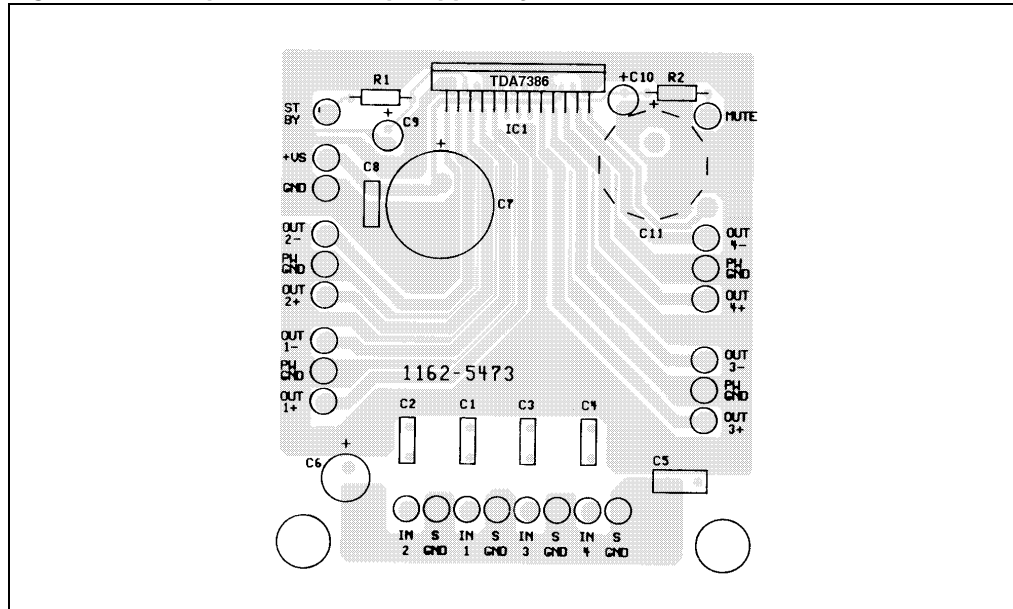 TDA7386
R1
+C10
R2
ST
BY
+
C9
+
MUTE
IC1
+VS
+
C8
GND
C7
C11
OUT
2-
PW
GND
OUT
2+
OUT
4-
PW
GND
OUT
4+
OUT
1-
PW
GND
OUT
1+
1162-5473
OUT
3-
PW
GND
OUT
3+
C2
C1
C3
C4
+
C6
C5
IN
2
S
GND
IN
1
S
GND
IN
3
S
GND
IN
4
S
GND